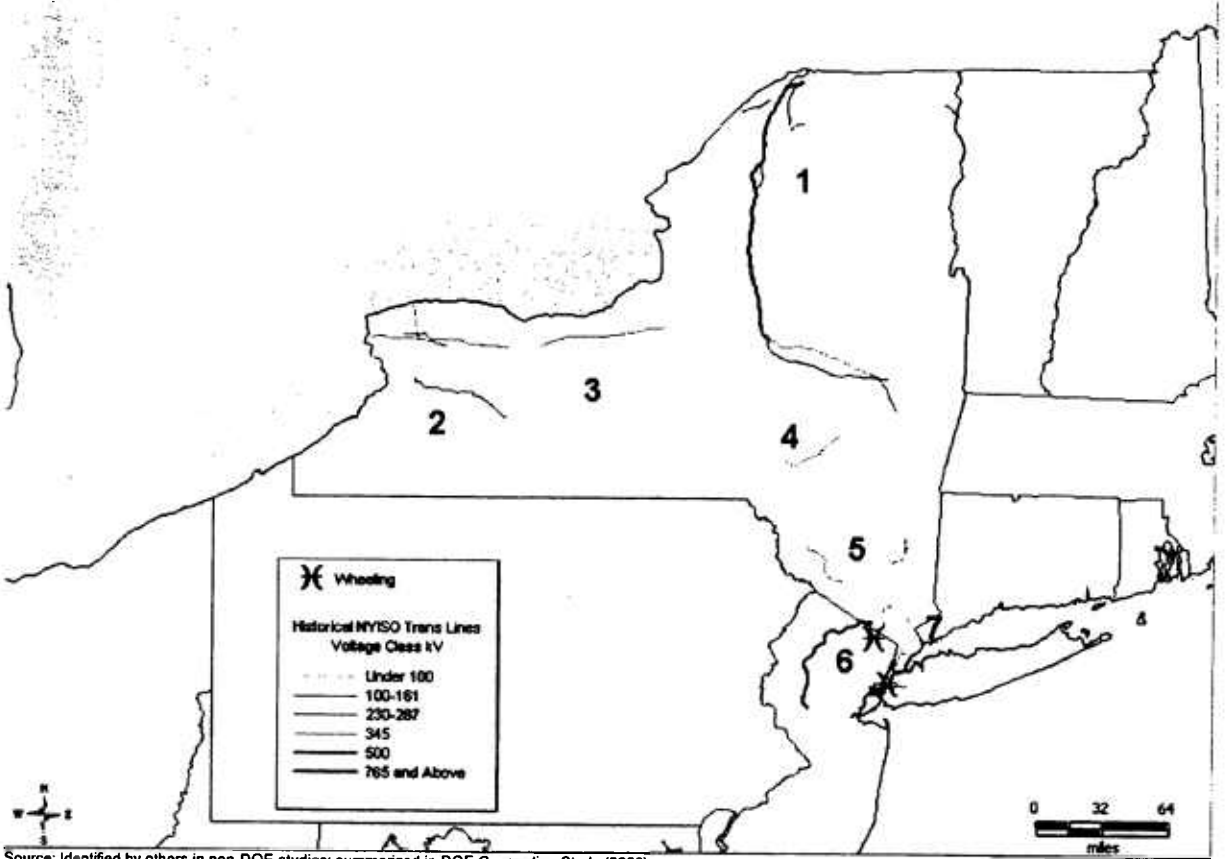 1
2
3
4
5
6
7
Wheeling
Historical NYISO Trans Lines
Voltage Class kV
Under 100
100-161
230-287
345
500
765 and Above
N
W E
S
0 32 64
miles
Source: Identified by others in non-DOE studies; summarized in DOE Congestion Study (2006)